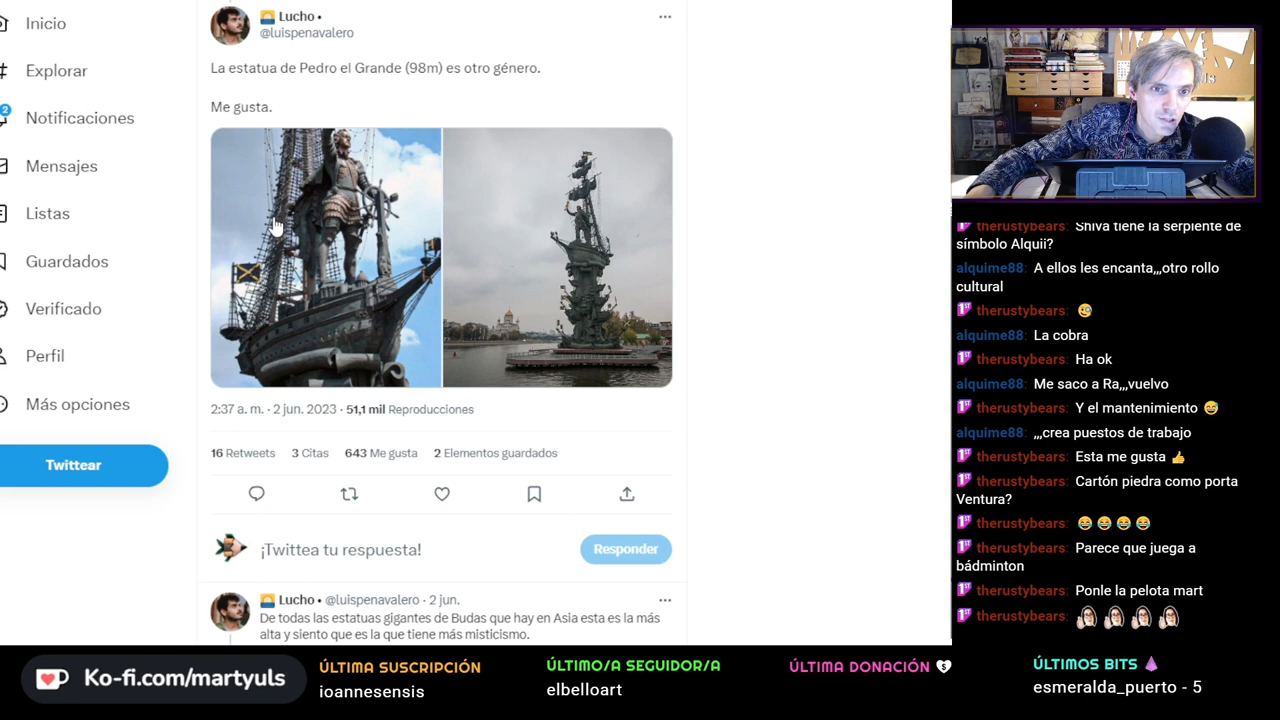 Inicio
Explorar
2
Notificaciones
Mensajes
Listas
Guardados
Verificado
Perfil
Más opciones
Twittear
Lucho •
@luispenavalero
La estatua de Pedro el Grande (98m) es otro género.
Me gusta.
2:37 a. m. · 2 jun. 2023 · 51,1 mil Reproducciones
16 Retweets 3 Citas 643 Me gusta 2 Elementos guardados
¡Twittea tu respuesta!
Responder
Lucho • @luispenavalero · 2 jun.
De todas las estatuas gigantes de Budas que hay en Asia esta es la más
alta y siento que es la que tiene más misticismo.
therustybears: Shiva tiene la serpiente de
símbolo Alquii?
alquime88: A ellos les encanta,,,otro rollo
cultural
therustybears: 🧐
alquime88: La cobra
therustybears: Ha ok
alquime88: Me saco a Ra,,,vuelvo
therustybears: Y el mantenimiento 😅
alquime88: ,,,crea puestos de trabajo
therustybears: Esta me gusta 👍
therustybears: Cartón piedra como porta
Ventura?
therustybears: 😂 😂 😂 😂
therustybears: Parece que juega a
bádminton
therustybears: Ponle la pelota mart
therustybears:
Ko-fi.com/martyuls
ÚLTIMA SUSCRIPCIÓN
ioannesensis
ÚLTIMO/A SEGUIDOR/A
elbelloart
ÚLTIMA DONACIÓN
ÚLTIMOS BITS
esmeralda_puerto - 5